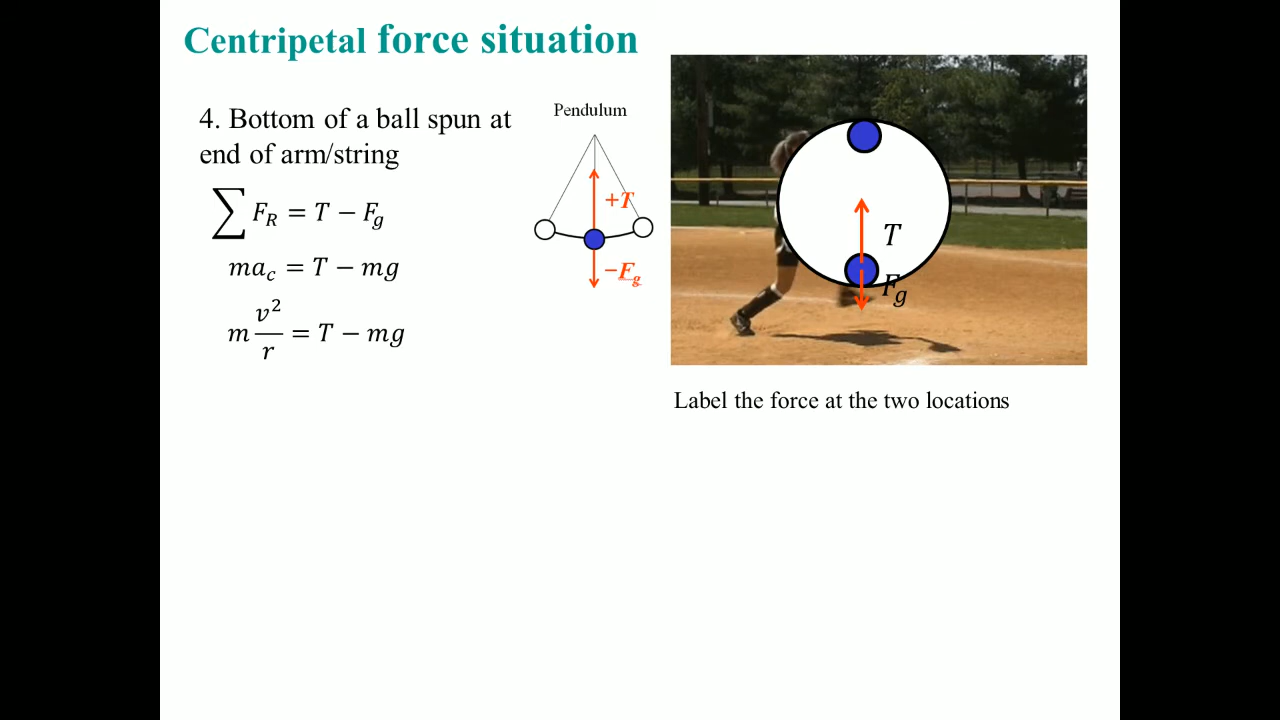 Centripetal force situation
4. Bottom of a ball spun at
end of arm/string
∑ F_R = T − F_g
ma_c = T − mg
m v²/r = T − mg
Pendulum
+T
−F_g
T
F_g
Label the force at the two locations